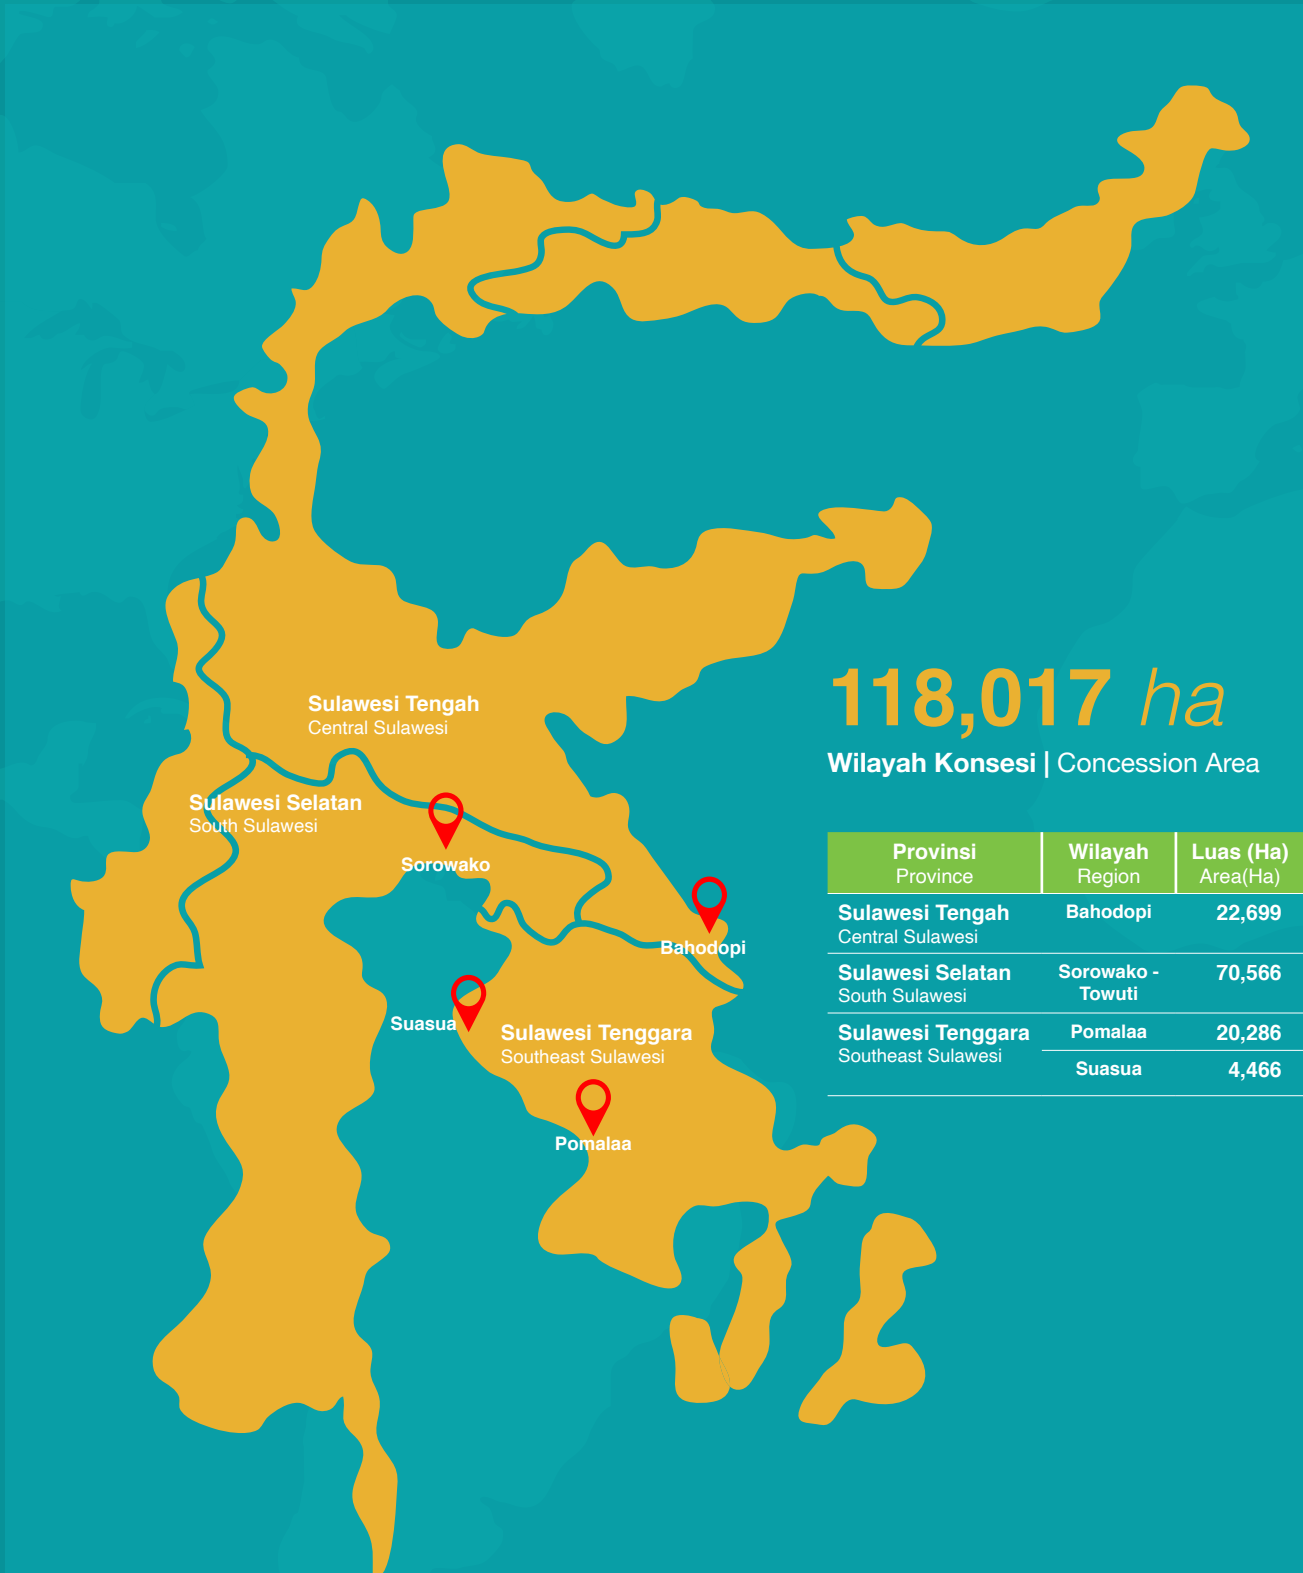 Sulawesi Tengah
Central Sulawesi
Sulawesi Selatan
South Sulawesi
Sorowako
Bahodopi
Suasua
Sulawesi Tenggara
Southeast Sulawesi
Pomalaa
118,017 ha
Wilayah Konsesi | Concession Area
Provinsi Wilayah Luas (Ha)
Province Region Area(Ha)
Sulawesi Tengah Bahodopi 22,699
Central Sulawesi
Sulawesi Selatan Sorowako - 70,566
South Sulawesi Towuti
Sulawesi Tenggara Pomalaa 20,286
Southeast Sulawesi
Suasua 4,466